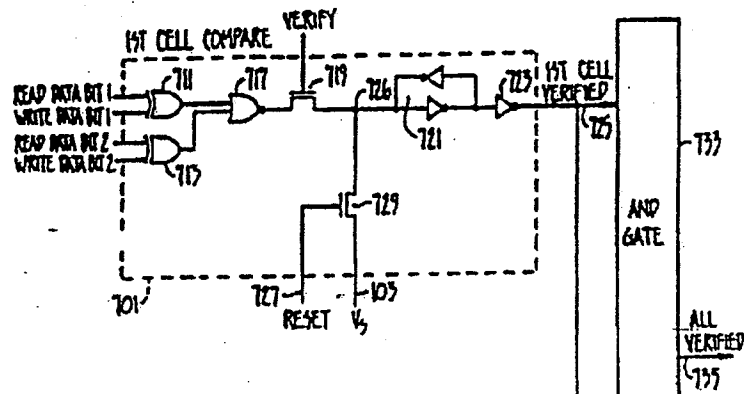 VERIFY
1ST CELL COMPARE
711
717
719
726
723
1ST CELL
VERIFIED
READ DATA BIT 1
WRITE DATA BIT 1
READ DATA BIT 2
WRITE DATA BIT 2
713
721
725
733
729
AND
GATE
701
727
103
RESET
VS
ALL
VERIFIED
735